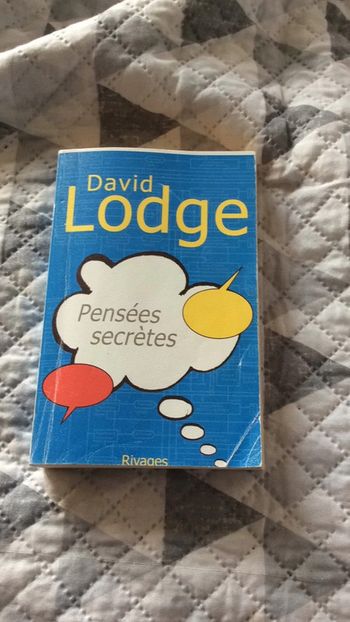 David
Lodge
Pensées
secrètes
Rivages